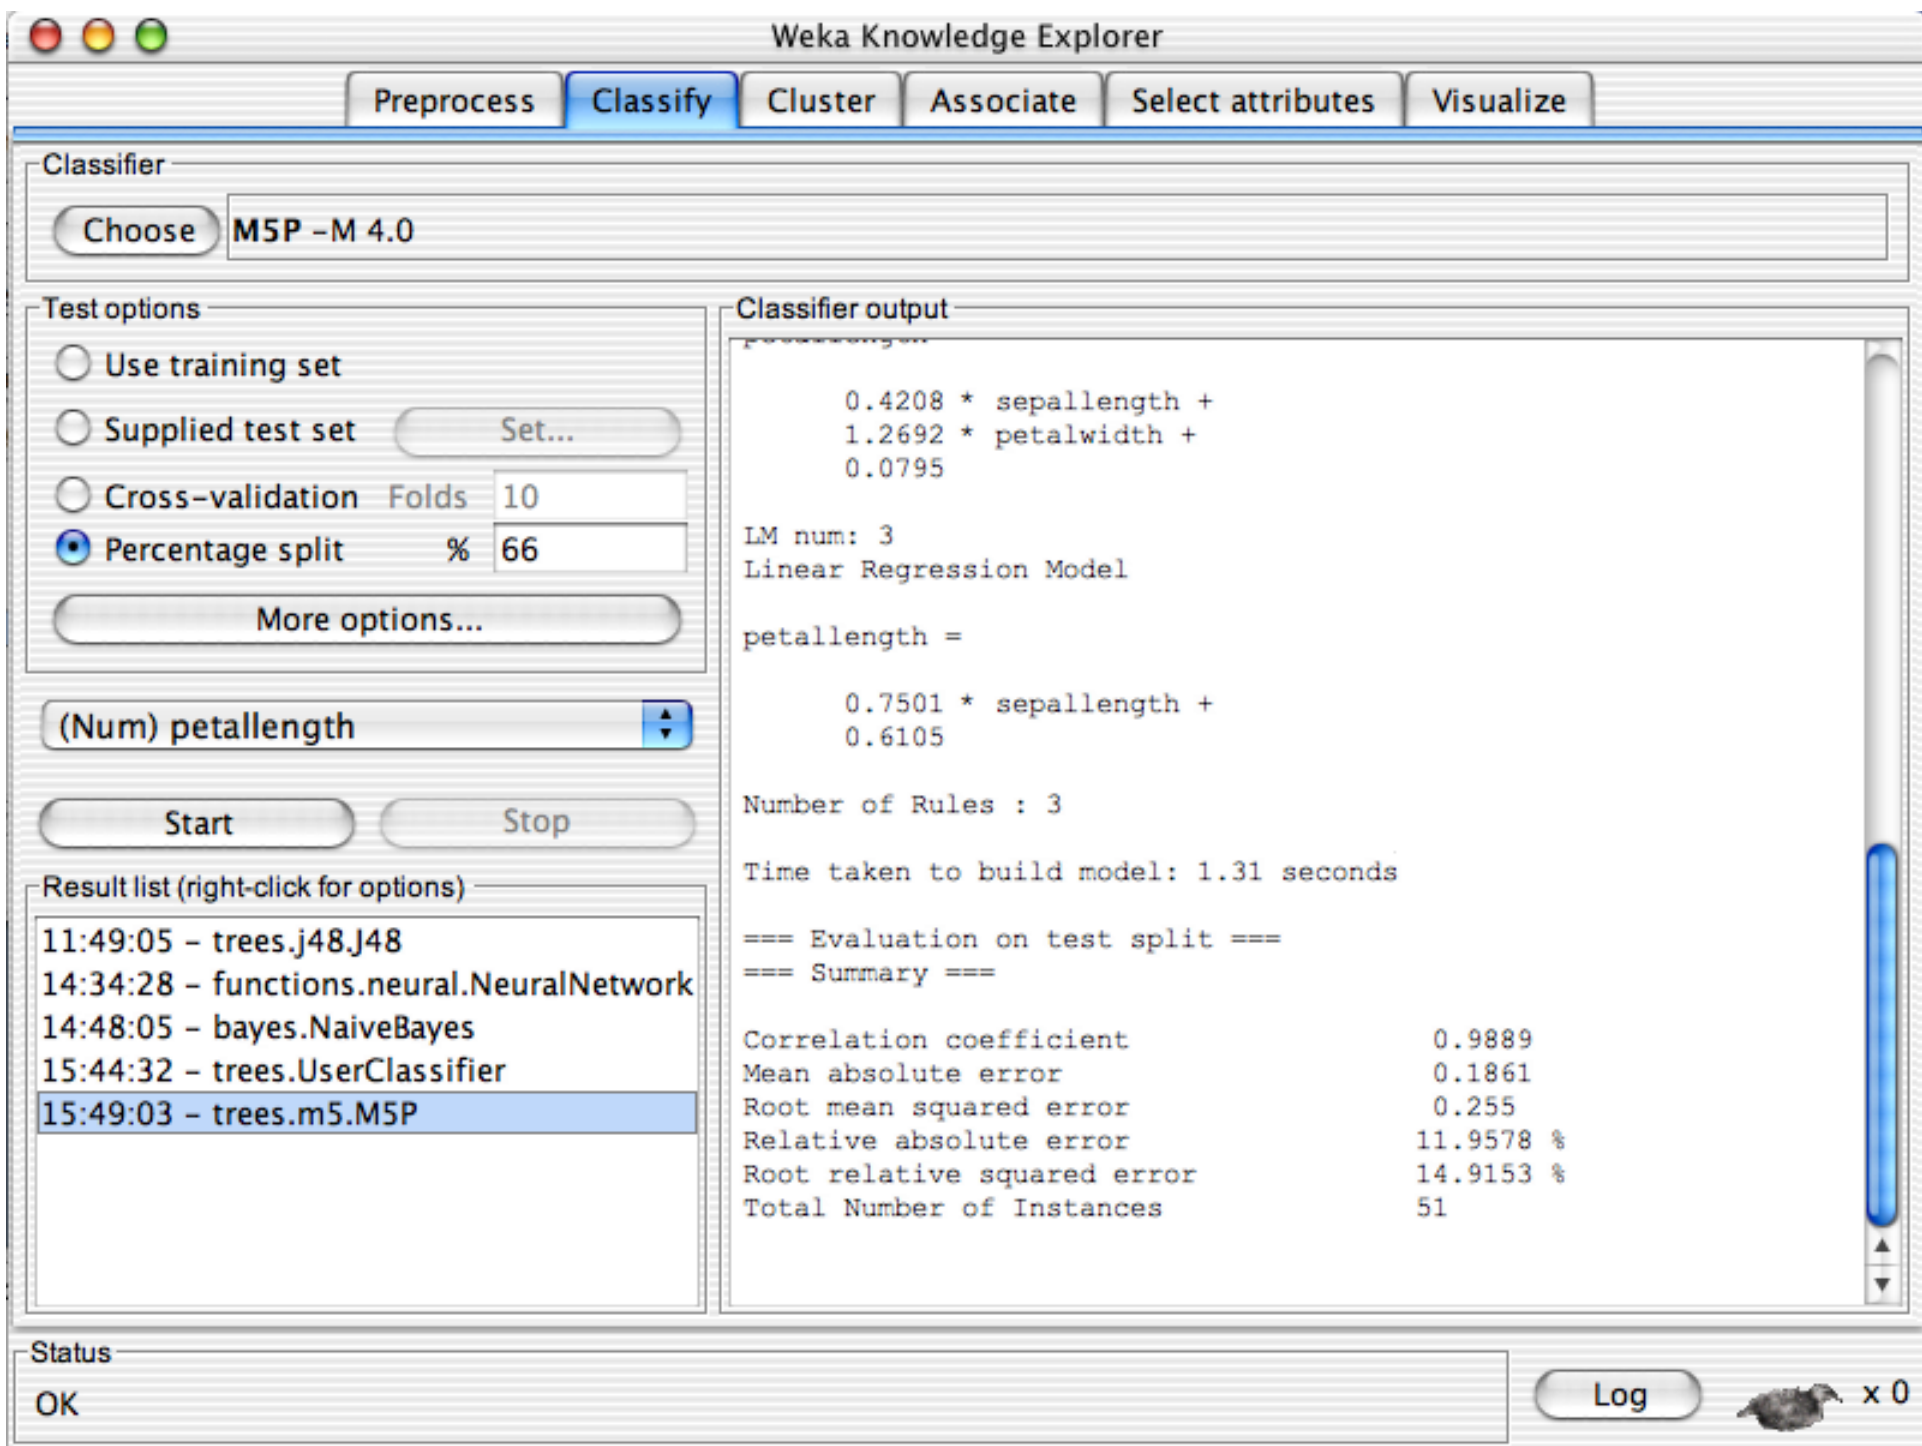 Weka Knowledge Explorer
Preprocess Classify Cluster Associate Select attributes Visualize
Classifier
Choose M5P -M 4.0
Test options
Use training set
Supplied test set Set...
Cross-validation Folds 10
Percentage split % 66
More options...
(Num) petallength
Start Stop
Result list (right-click for options)
11:49:05 - trees.j48.J48
14:34:28 - functions.neural.NeuralNetwork
14:48:05 - bayes.NaiveBayes
15:44:32 - trees.UserClassifier
15:49:03 - trees.m5.M5P
Classifier output
0.4208 * sepallength +
1.2692 * petalwidth +
0.0795
LM num: 3
Linear Regression Model
petallength =
0.7501 * sepallength +
0.6105
Number of Rules : 3
Time taken to build model: 1.31 seconds
=== Evaluation on test split ===
=== Summary ===
Correlation coefficient 0.9889
Mean absolute error 0.1861
Root mean squared error 0.255
Relative absolute error 11.9578 %
Root relative squared error 14.9153 %
Total Number of Instances 51
Status
OK
Log x 0